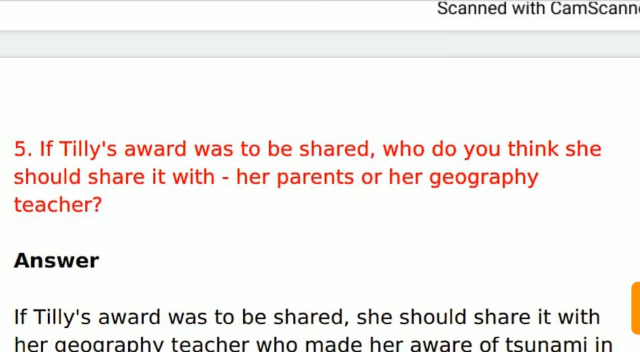 Scanned with CamScann
5. If Tilly's award was to be shared, who do you think she
should share it with - her parents or her geography
teacher?
Answer
If Tilly's award was to be shared, she should share it with
her geography teacher who made her aware of tsunami in